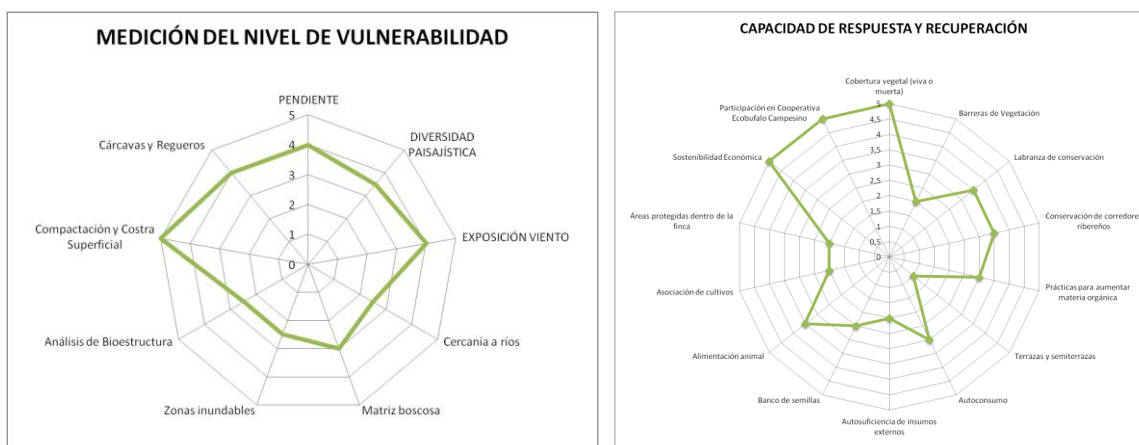 MEDICIÓN DEL NIVEL DE VULNERABILIDAD
PENDIENTE
5
4
3
2
1
0
DIVERSIDAD
PAISAJÍSTICA
EXPOSICIÓN VIENTO
Cercanía a ríos
Matriz boscosa
Zonas inundables
Análisis de Bioestructura
Compactación y Costra
Superficial
Cárcavas y Regueros
CAPACIDAD DE RESPUESTA Y RECUPERACIÓN
Cobertura vegetal (viva o
muerta)
5
4,5
4
3,5
3
2,5
2
1,5
1
0,5
0
Barreras de Vegetación
Labranza de conservación
Conservación de corredore
ribereños
Prácticas para aumentar
materia orgánica
Terrazas y semiterrazas
Autoconsumo
Autosuficiencia de insumos
externos
Banco de semillas
Alimentación animal
Asociación de cultivos
Áreas protegidas dentro de la
finca
Sostenibilidad Económica
Participación en Cooperativa
Ecobufalo Campesino